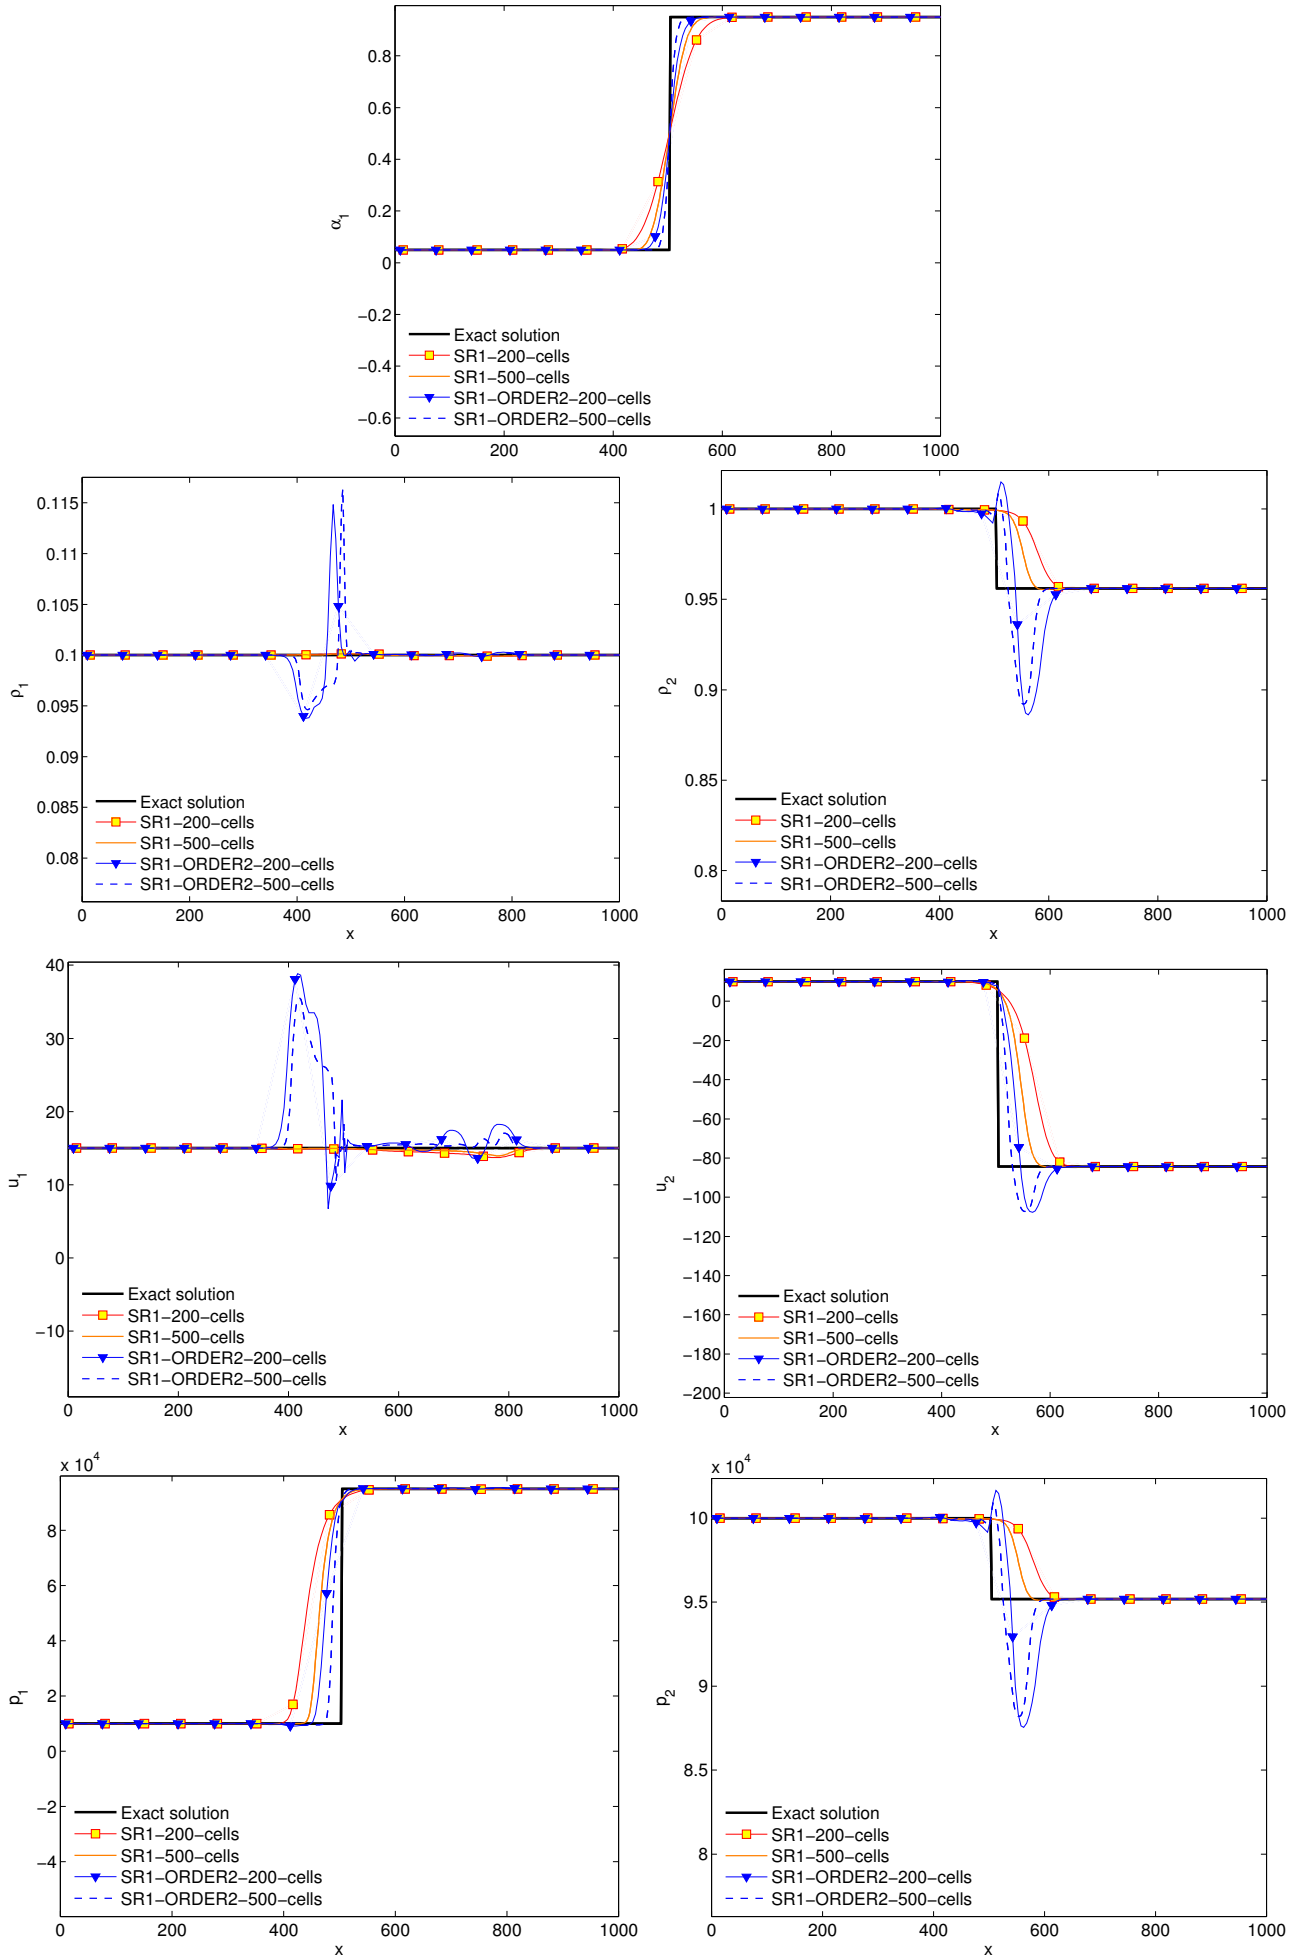 0.8
0.6
0.4
0.2
0
−0.2
−0.4
−0.6
α1
Exact solution
SR1−200−cells
SR1−500−cells
SR1−ORDER2−200−cells
SR1−ORDER2−500−cells
0 200 400 600 800 1000
0.115
0.11
0.105
0.1
0.095
0.09
0.085
0.08
ρ1
Exact solution
SR1−200−cells
SR1−500−cells
SR1−ORDER2−200−cells
SR1−ORDER2−500−cells
0 200 400 600 800 1000
x
1
0.95
0.9
0.85
0.8
ρ2
Exact solution
SR1−200−cells
SR1−500−cells
SR1−ORDER2−200−cells
SR1−ORDER2−500−cells
0 200 400 600 800 1000
x
40
30
20
10
0
−10
u1
Exact solution
SR1−200−cells
SR1−500−cells
SR1−ORDER2−200−cells
SR1−ORDER2−500−cells
0 200 400 600 800 1000
x
0
−20
−40
−60
−80
−100
−120
−140
−160
−180
−200
u2
Exact solution
SR1−200−cells
SR1−500−cells
SR1−ORDER2−200−cells
SR1−ORDER2−500−cells
0 200 400 600 800 1000
x
x 10^4
8
6
4
2
0
−2
−4
p1
Exact solution
SR1−200−cells
SR1−500−cells
SR1−ORDER2−200−cells
SR1−ORDER2−500−cells
0 200 400 600 800 1000
x
x 10^4
10
9.5
9
8.5
8
p2
Exact solution
SR1−200−cells
SR1−500−cells
SR1−ORDER2−200−cells
SR1−ORDER2−500−cells
0 200 400 600 800 1000
x